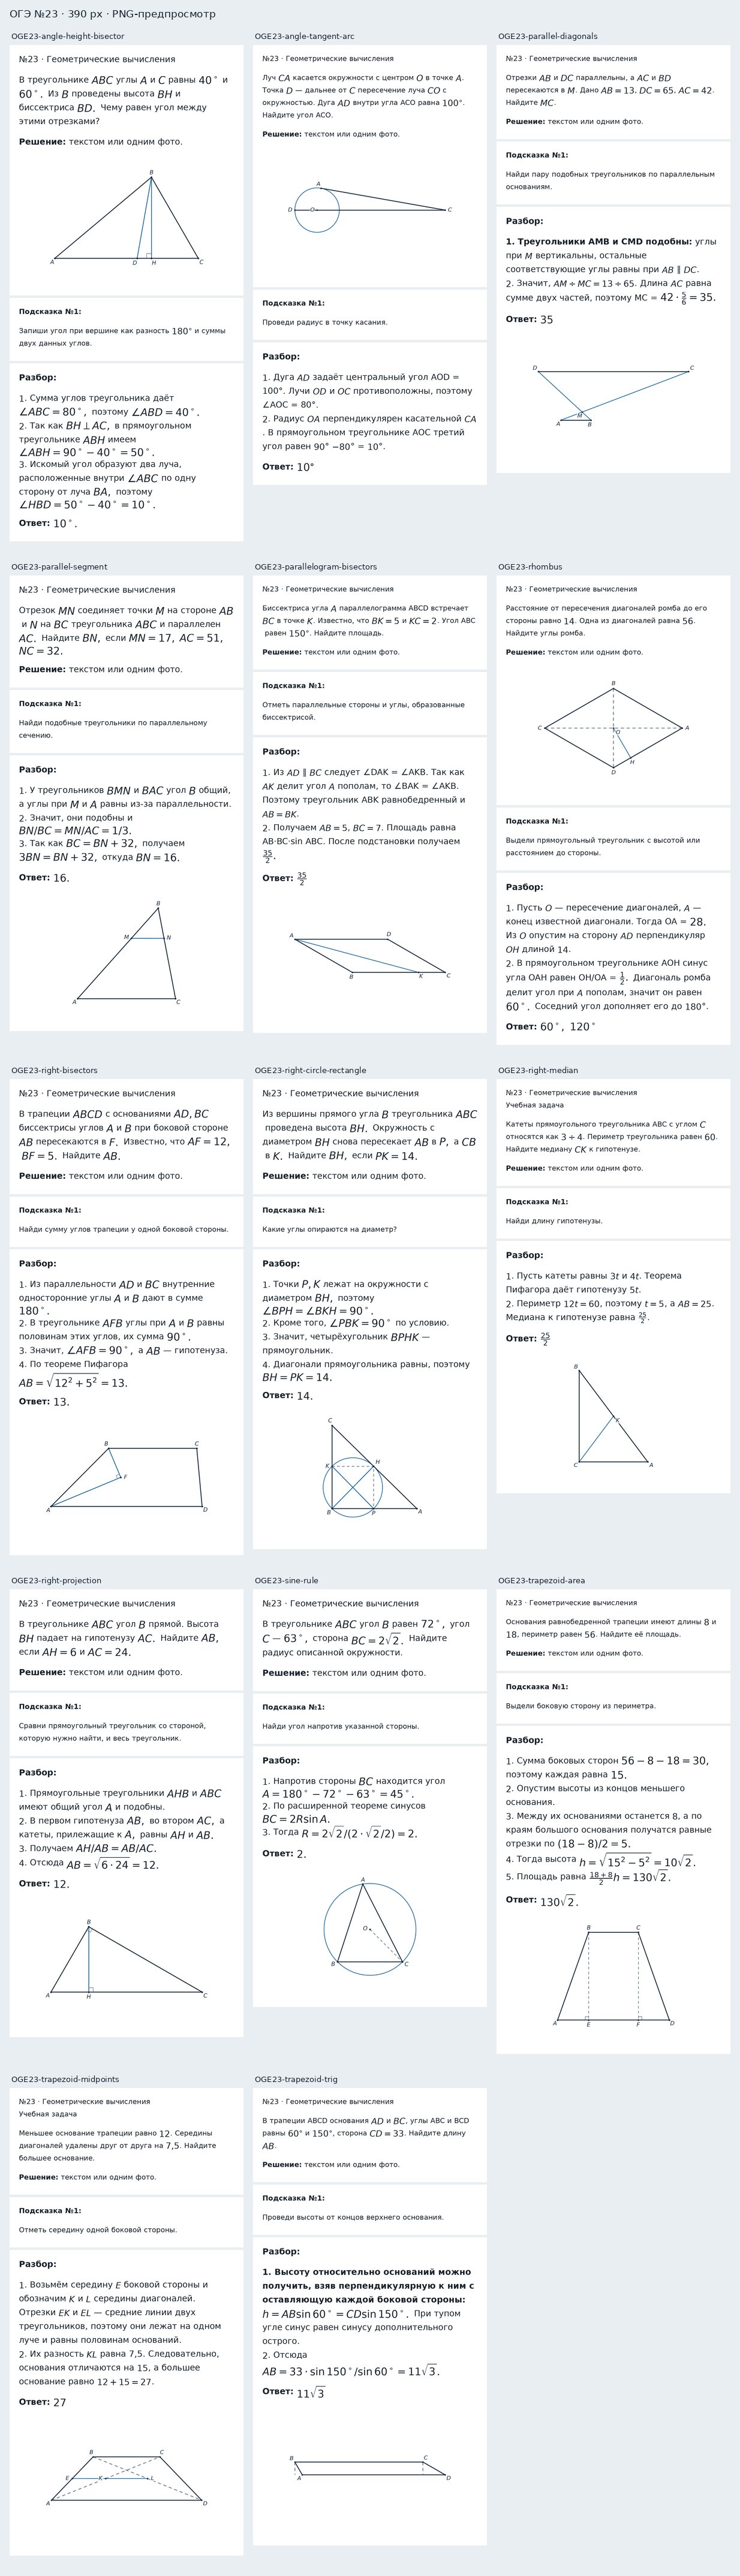 ОГЭ №23 · 390 px · PNG-предпросмотр
OGE23-angle-height-bisector
№23 · Геометрические вычисления
В треугольнике ABC углы A и C равны 40° и
60°. Из B проведены высота BH и
биссектриса BD. Чему равен угол между
этими отрезками?
Решение: текстом или одним фото.
B
A
D
H
C
Подсказка №1:
Запиши угол при вершине как разность 180° и суммы
двух данных углов.
Разбор:
1. Сумма углов треугольника даёт
∠ABC = 80°, поэтому ∠ABD = 40°.
2. Так как BH ⊥ AC, в прямоугольном
треугольнике ABH имеем
∠ABH = 90° − 40° = 50°.
3. Искомый угол образуют два луча,
расположенные внутри ∠ABC по одну
сторону от луча BA, поэтому
∠HBD = 50° − 40° = 10°.
Ответ: 10°.
OGE23-angle-tangent-arc
№23 · Геометрические вычисления
Луч CA касается окружности с центром O в точке A.
Точка D — дальнее от C пересечение луча CO с
окружностью. Дуга AD внутри угла ACO равна 100°.
Найдите угол ACO.
Решение: текстом или одним фото.
A
D
O
C
Подсказка №1:
Проведи радиус в точку касания.
Разбор:
1. Дуга AD задаёт центральный угол AOD =
100°. Лучи OD и OC противоположны, поэтому
∠AOC = 80°.
2. Радиус OA перпендикулярен касательной CA
. В прямоугольном треугольнике AOC третий
угол равен 90° −80° = 10°.
Ответ: 10°
OGE23-parallel-diagonals
№23 · Геометрические вычисления
Отрезки AB и DC параллельны, а AC и BD
пересекаются в M. Дано AB = 13, DC = 65, AC = 42.
Найдите MC.
Решение: текстом или одним фото.
Подсказка №1:
Найди пару подобных треугольников по параллельным
основаниям.
Разбор:
1. Треугольники AMB и CMD подобны: углы
при M вертикальны, остальные
соответствующие углы равны при AB ∥ DC.
2. Значит, AM ÷ MC = 13 ÷ 65. Длина AC равна
сумме двух частей, поэтому MC = 42 · 5/6 = 35.
Ответ: 35
D
C
M
A
B
OGE23-parallel-segment
№23 · Геометрические вычисления
Отрезок MN соединяет точки M на стороне AB
и N на BC треугольника ABC и параллелен
AC. Найдите BN, если MN = 17, AC = 51,
NC = 32.
Решение: текстом или одним фото.
Подсказка №1:
Найди подобные треугольники по параллельному
сечению.
Разбор:
1. У треугольников BMN и BAC угол B общий,
а углы при M и A равны из-за параллельности.
2. Значит, они подобны и
BN/BC = MN/AC = 1/3.
3. Так как BC = BN + 32, получаем
3BN = BN + 32, откуда BN = 16.
Ответ: 16.
B
M
N
A
C
OGE23-parallelogram-bisectors
№23 · Геометрические вычисления
Биссектриса угла A параллелограмма ABCD встречает
BC в точке K. Известно, что BK = 5 и KC = 2. Угол ABC
равен 150°. Найдите площадь.
Решение: текстом или одним фото.
Подсказка №1:
Отметь параллельные стороны и углы, образованные
биссектрисой.
Разбор:
1. Из AD ∥ BC следует ∠DAK = ∠AKB. Так как
AK делит угол A пополам, то ∠BAK = ∠AKB.
Поэтому треугольник ABK равнобедренный и
AB = BK.
2. Получаем AB = 5, BC = 7. Площадь равна
AB·BC·sin ABC. После подстановки получаем
35/2.
Ответ: 35/2
A
D
B
K
C
OGE23-rhombus
№23 · Геометрические вычисления
Расстояние от пересечения диагоналей ромба до его
стороны равно 14. Одна из диагоналей равна 56.
Найдите углы ромба.
Решение: текстом или одним фото.
B
C
O
A
H
D
Подсказка №1:
Выдели прямоугольный треугольник с высотой или
расстоянием до стороны.
Разбор:
1. Пусть O — пересечение диагоналей, A —
конец известной диагонали. Тогда OA = 28.
Из O опустим на сторону AD перпендикуляр
OH длиной 14.
2. В прямоугольном треугольнике AOH синус
угла OAH равен OH/OA = 1/2. Диагональ ромба
делит угол при A пополам, значит он равен
60°. Соседний угол дополняет его до 180°.
Ответ: 60°, 120°
OGE23-right-bisectors
№23 · Геометрические вычисления
В трапеции ABCD с основаниями AD, BC
биссектрисы углов A и B при боковой стороне
AB пересекаются в F. Известно, что AF = 12,
BF = 5. Найдите AB.
Решение: текстом или одним фото.
Подсказка №1:
Найди сумму углов трапеции у одной боковой стороны.
Разбор:
1. Из параллельности AD и BC внутренние
односторонние углы A и B дают в сумме
180°.
2. В треугольнике AFB углы при A и B равны
половинам этих углов, их сумма 90°.
3. Значит, ∠AFB = 90°, а AB — гипотенуза.
4. По теореме Пифагора
AB = √(12² + 5²) = 13.
Ответ: 13.
B
C
F
A
D
OGE23-right-circle-rectangle
№23 · Геометрические вычисления
Из вершины прямого угла B треугольника ABC
проведена высота BH. Окружность с
диаметром BH снова пересекает AB в P, а CB
в K. Найдите BH, если PK = 14.
Решение: текстом или одним фото.
Подсказка №1:
Какие углы опираются на диаметр?
Разбор:
1. Точки P, K лежат на окружности с
диаметром BH, поэтому
∠BPH = ∠BKH = 90°.
2. Кроме того, ∠PBK = 90° по условию.
3. Значит, четырёхугольник BPHK —
прямоугольник.
4. Диагонали прямоугольника равны, поэтому
BH = PK = 14.
Ответ: 14.
C
K
H
B
P
A
OGE23-right-median
№23 · Геометрические вычисления
Учебная задача
Катеты прямоугольного треугольника ABC с углом C
относятся как 3 ÷ 4. Периметр треугольника равен 60.
Найдите медиану CK к гипотенузе.
Решение: текстом или одним фото.
Подсказка №1:
Найди длину гипотенузы.
Разбор:
1. Пусть катеты равны 3t и 4t. Теорема
Пифагора даёт гипотенузу 5t.
2. Периметр 12t = 60, поэтому t = 5, а AB = 25.
Медиана к гипотенузе равна 25/2.
Ответ: 25/2
B
K
C
A
OGE23-right-projection
№23 · Геометрические вычисления
В треугольнике ABC угол B прямой. Высота
BH падает на гипотенузу AC. Найдите AB,
если AH = 6 и AC = 24.
Решение: текстом или одним фото.
Подсказка №1:
Сравни прямоугольный треугольник со стороной,
которую нужно найти, и весь треугольник.
Разбор:
1. Прямоугольные треугольники AHB и ABC
имеют общий угол A и подобны.
2. В первом гипотенуза AB, во втором AC, а
катеты, прилежащие к A, равны AH и AB.
3. Получаем AH/AB = AB/AC.
4. Отсюда AB = √(6 · 24) = 12.
Ответ: 12.
B
A
H
C
OGE23-sine-rule
№23 · Геометрические вычисления
В треугольнике ABC угол B равен 72°, угол
C — 63°, сторона BC = 2√2. Найдите
радиус описанной окружности.
Решение: текстом или одним фото.
Подсказка №1:
Найди угол напротив указанной стороны.
Разбор:
1. Напротив стороны BC находится угол
A = 180° − 72° − 63° = 45°.
2. По расширенной теореме синусов
BC = 2R sin A.
3. Тогда R = 2√2/(2 · √2/2) = 2.
Ответ: 2.
A
O
B
C
OGE23-trapezoid-area
№23 · Геометрические вычисления
Основания равнобедренной трапеции имеют длины 8 и
18, периметр равен 56. Найдите её площадь.
Решение: текстом или одним фото.
Подсказка №1:
Выдели боковую сторону из периметра.
Разбор:
1. Сумма боковых сторон 56 − 8 − 18 = 30,
поэтому каждая равна 15.
2. Опустим высоты из концов меньшего
основания.
3. Между их основаниями останется 8, а по
краям большого основания получатся равные
отрезки по (18 − 8)/2 = 5.
4. Тогда высота h = √(15² − 5²) = 10√2.
5. Площадь равна (18+8)/2 h = 130√2.
Ответ: 130√2.
B
C
A
E
F
D
OGE23-trapezoid-midpoints
№23 · Геометрические вычисления
Учебная задача
Меньшее основание трапеции равно 12. Середины
диагоналей удалены друг от друга на 7,5. Найдите
большее основание.
Решение: текстом или одним фото.
Подсказка №1:
Отметь середину одной боковой стороны.
Разбор:
1. Возьмём середину E боковой стороны и
обозначим K и L середины диагоналей.
Отрезки EK и EL — средние линии двух
треугольников, поэтому они лежат на одном
луче и равны половинам оснований.
2. Их разность KL равна 7,5. Следовательно,
основания отличаются на 15, а большее
основание равно 12 + 15 = 27.
Ответ: 27
B
C
E
K
L
A
D
OGE23-trapezoid-trig
№23 · Геометрические вычисления
В трапеции ABCD основания AD и BC, углы ABC и BCD
равны 60° и 150°, сторона CD = 33. Найдите длину
AB.
Решение: текстом или одним фото.
Подсказка №1:
Проведи высоты от концов верхнего основания.
Разбор:
1. Высоту относительно оснований можно
получить, взяв перпендикулярную к ним с
оставляющую каждой боковой стороны:
h = AB sin 60° = CD sin 150°. При тупом
угле синус равен синусу дополнительного
острого.
2. Отсюда
AB = 33 · sin 150°/sin 60° = 11√3.
Ответ: 11√3
B
C
A
D